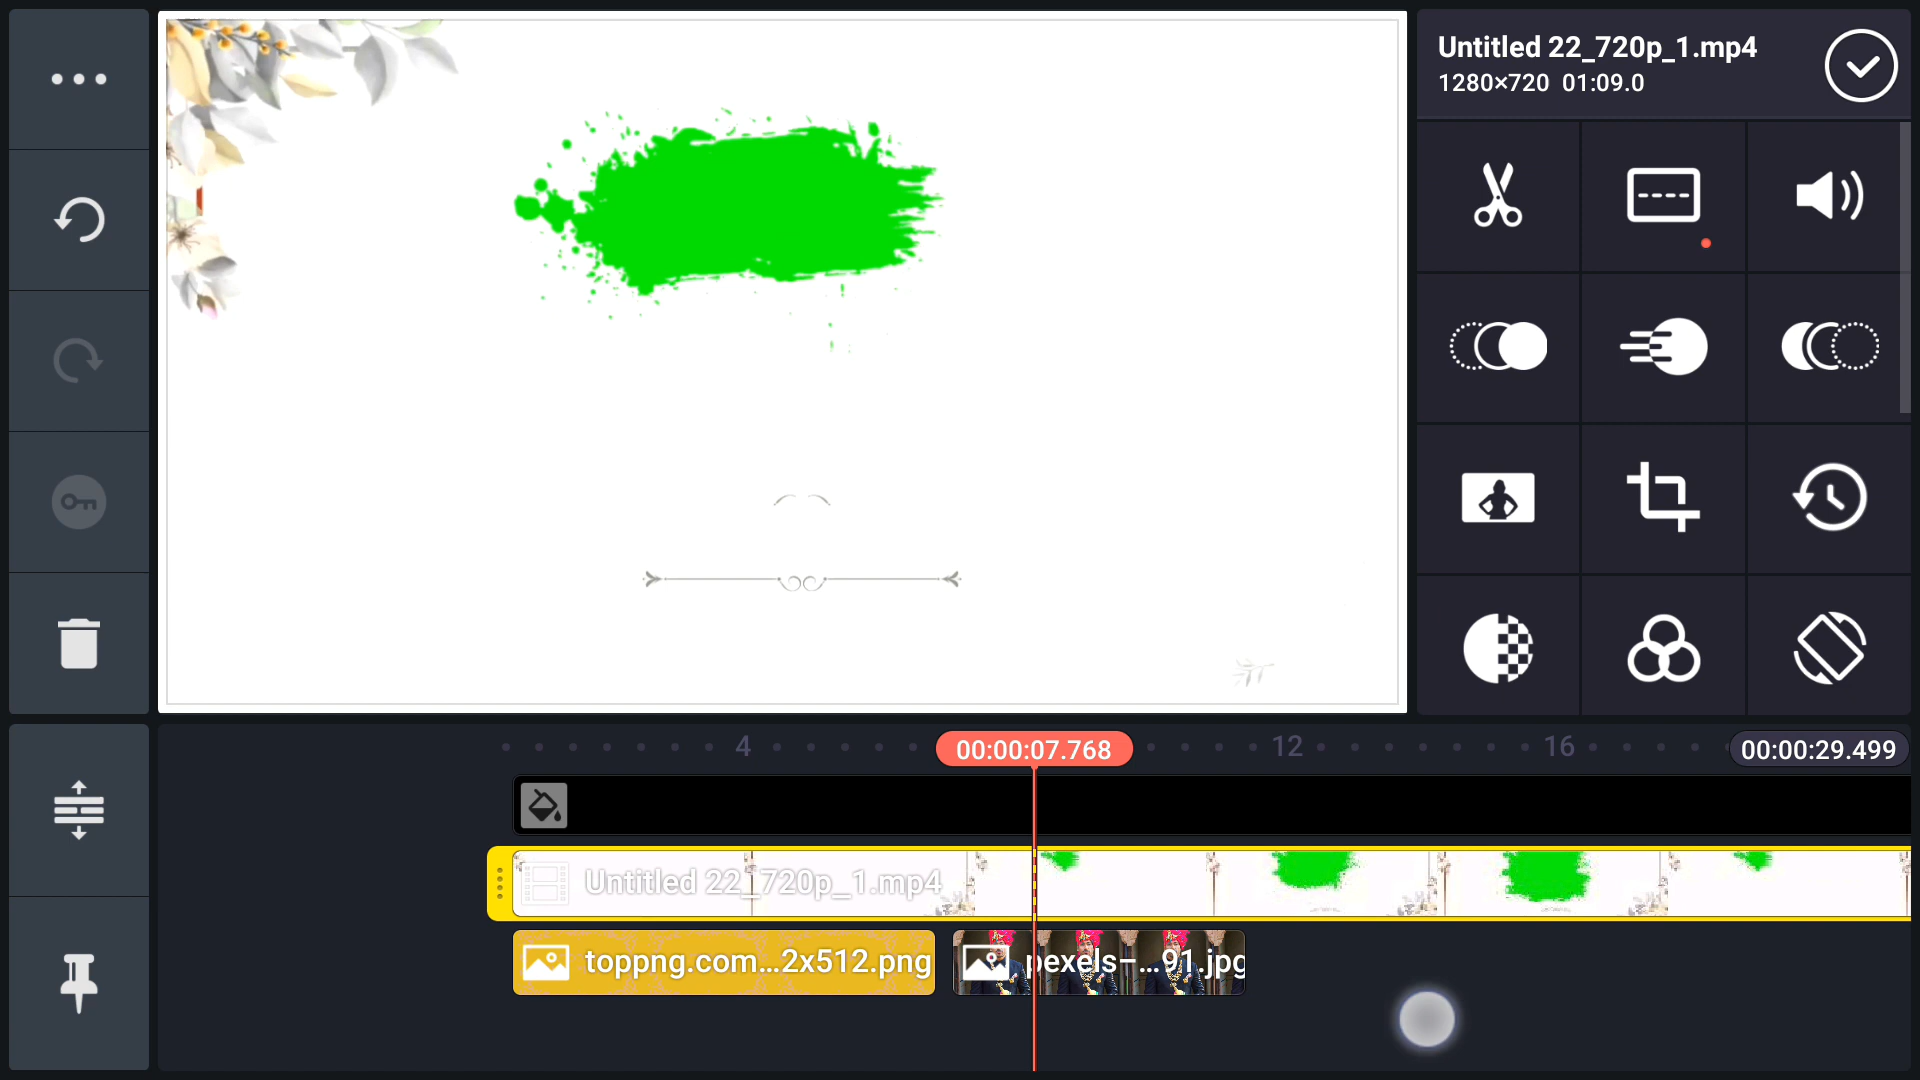 Untitled 22_720p_1.mp4
1280×720 01:09.0
4
00:00:07.768
12
16
00:00:29.499
Untitled 22_720p_1.mp4
toppng.com...2x512.png
pexels-...91.jpg